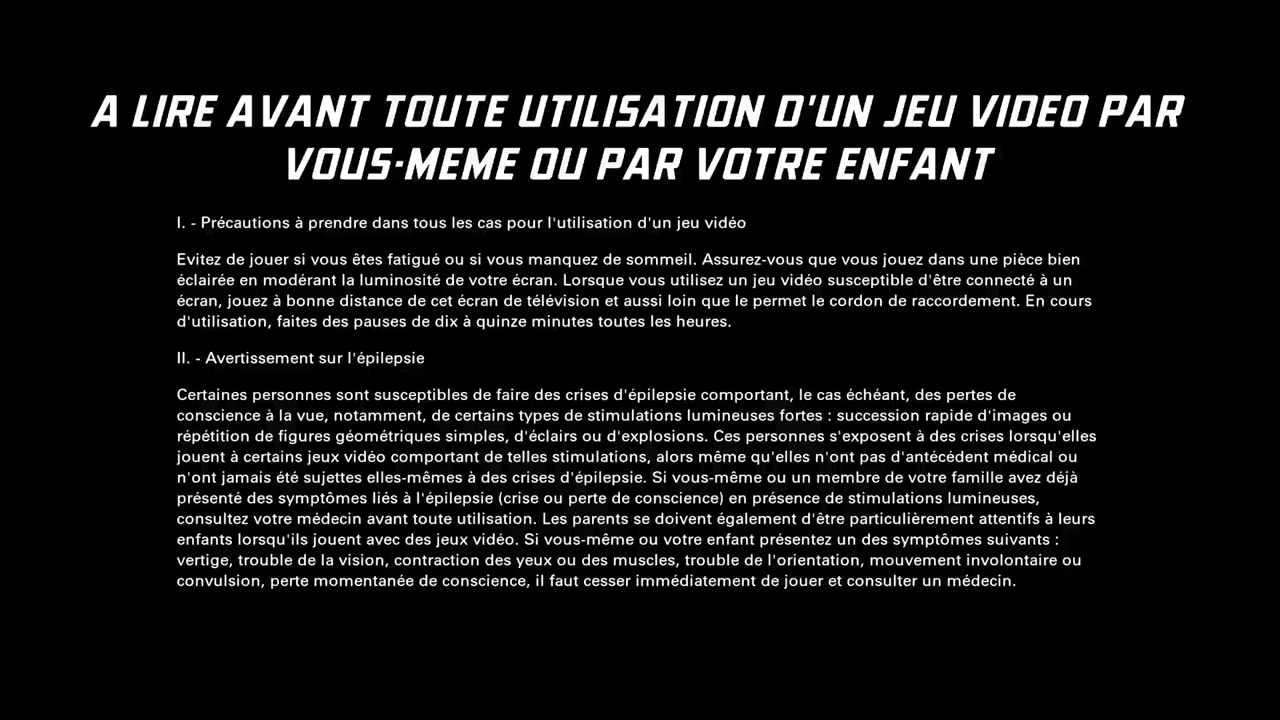 A LIRE AVANT TOUTE UTILISATION D'UN JEU VIDEO PAR
VOUS-MEME OU PAR VOTRE ENFANT
I. - Précautions à prendre dans tous les cas pour l'utilisation d'un jeu vidéo
Evitez de jouer si vous êtes fatigué ou si vous manquez de sommeil. Assurez-vous que vous jouez dans une pièce bien
éclairée en modérant la luminosité de votre écran. Lorsque vous utilisez un jeu vidéo susceptible d'être connecté à un
écran, jouez à bonne distance de cet écran de télévision et aussi loin que le permet le cordon de raccordement. En cours
d'utilisation, faites des pauses de dix à quinze minutes toutes les heures.
II. - Avertissement sur l'épilepsie
Certaines personnes sont susceptibles de faire des crises d'épilepsie comportant, le cas échéant, des pertes de
conscience à la vue, notamment, de certains types de stimulations lumineuses fortes : succession rapide d'images ou
répétition de figures géométriques simples, d'éclairs ou d'explosions. Ces personnes s'exposent à des crises lorsqu'elles
jouent à certains jeux vidéo comportant de telles stimulations, alors même qu'elles n'ont pas d'antécédent médical ou
n'ont jamais été sujettes elles-mêmes à des crises d'épilepsie. Si vous-même ou un membre de votre famille avez déjà
présenté des symptômes liés à l'épilepsie (crise ou perte de conscience) en présence de stimulations lumineuses,
consultez votre médecin avant toute utilisation. Les parents se doivent également d'être particulièrement attentifs à leurs
enfants lorsqu'ils jouent avec des jeux vidéo. Si vous-même ou votre enfant présentez un des symptômes suivants :
vertige, trouble de la vision, contraction des yeux ou des muscles, trouble de l'orientation, mouvement involontaire ou
convulsion, perte momentanée de conscience, il faut cesser immédiatement de jouer et consulter un médecin.